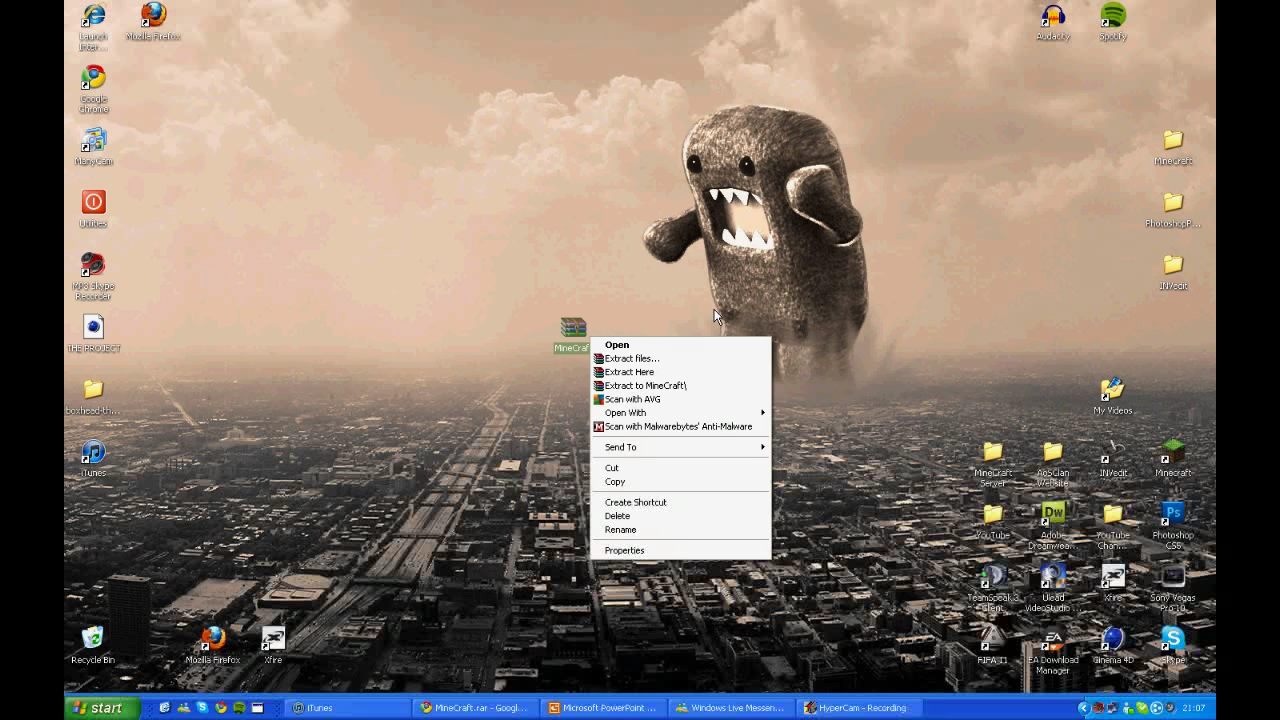 Launch
Inter...
Mozilla Firefox
Audacity
Spotify
Google
Chrome
ManyCam
MineCraft
Utilities
PhotoshopP...
MP3 Skype
Recorder
INVedit
THE PROJECT
MineCraf
Open
Extract files...
Extract Here
Extract to MineCraft\
Scan with AVG
Open With
Scan with Malwarebytes' Anti-Malware
Send To
Cut
Copy
Create Shortcut
Delete
Rename
Properties
boxhead-th...
My Videos
iTunes
MineCraft
Server
AoSClan
Website
INVedit
Minecraft
YouTube
Adobe
Dreamwea...
YouTube
Chan...
Photoshop
CS5
TeamSpeak 3
Client
Ulead
VideoStudio ...
Xfire
Sony Vegas
Pro 10
Recycle Bin
Mozilla Firefox
Xfire
FIFA 11
EA Download
Manager
Cinema 4D
Skype
start
iTunes
MineCraft.rar - Googl...
Microsoft PowerPoint ...
Windows Live Messen...
HyperCam - Recording
21:07